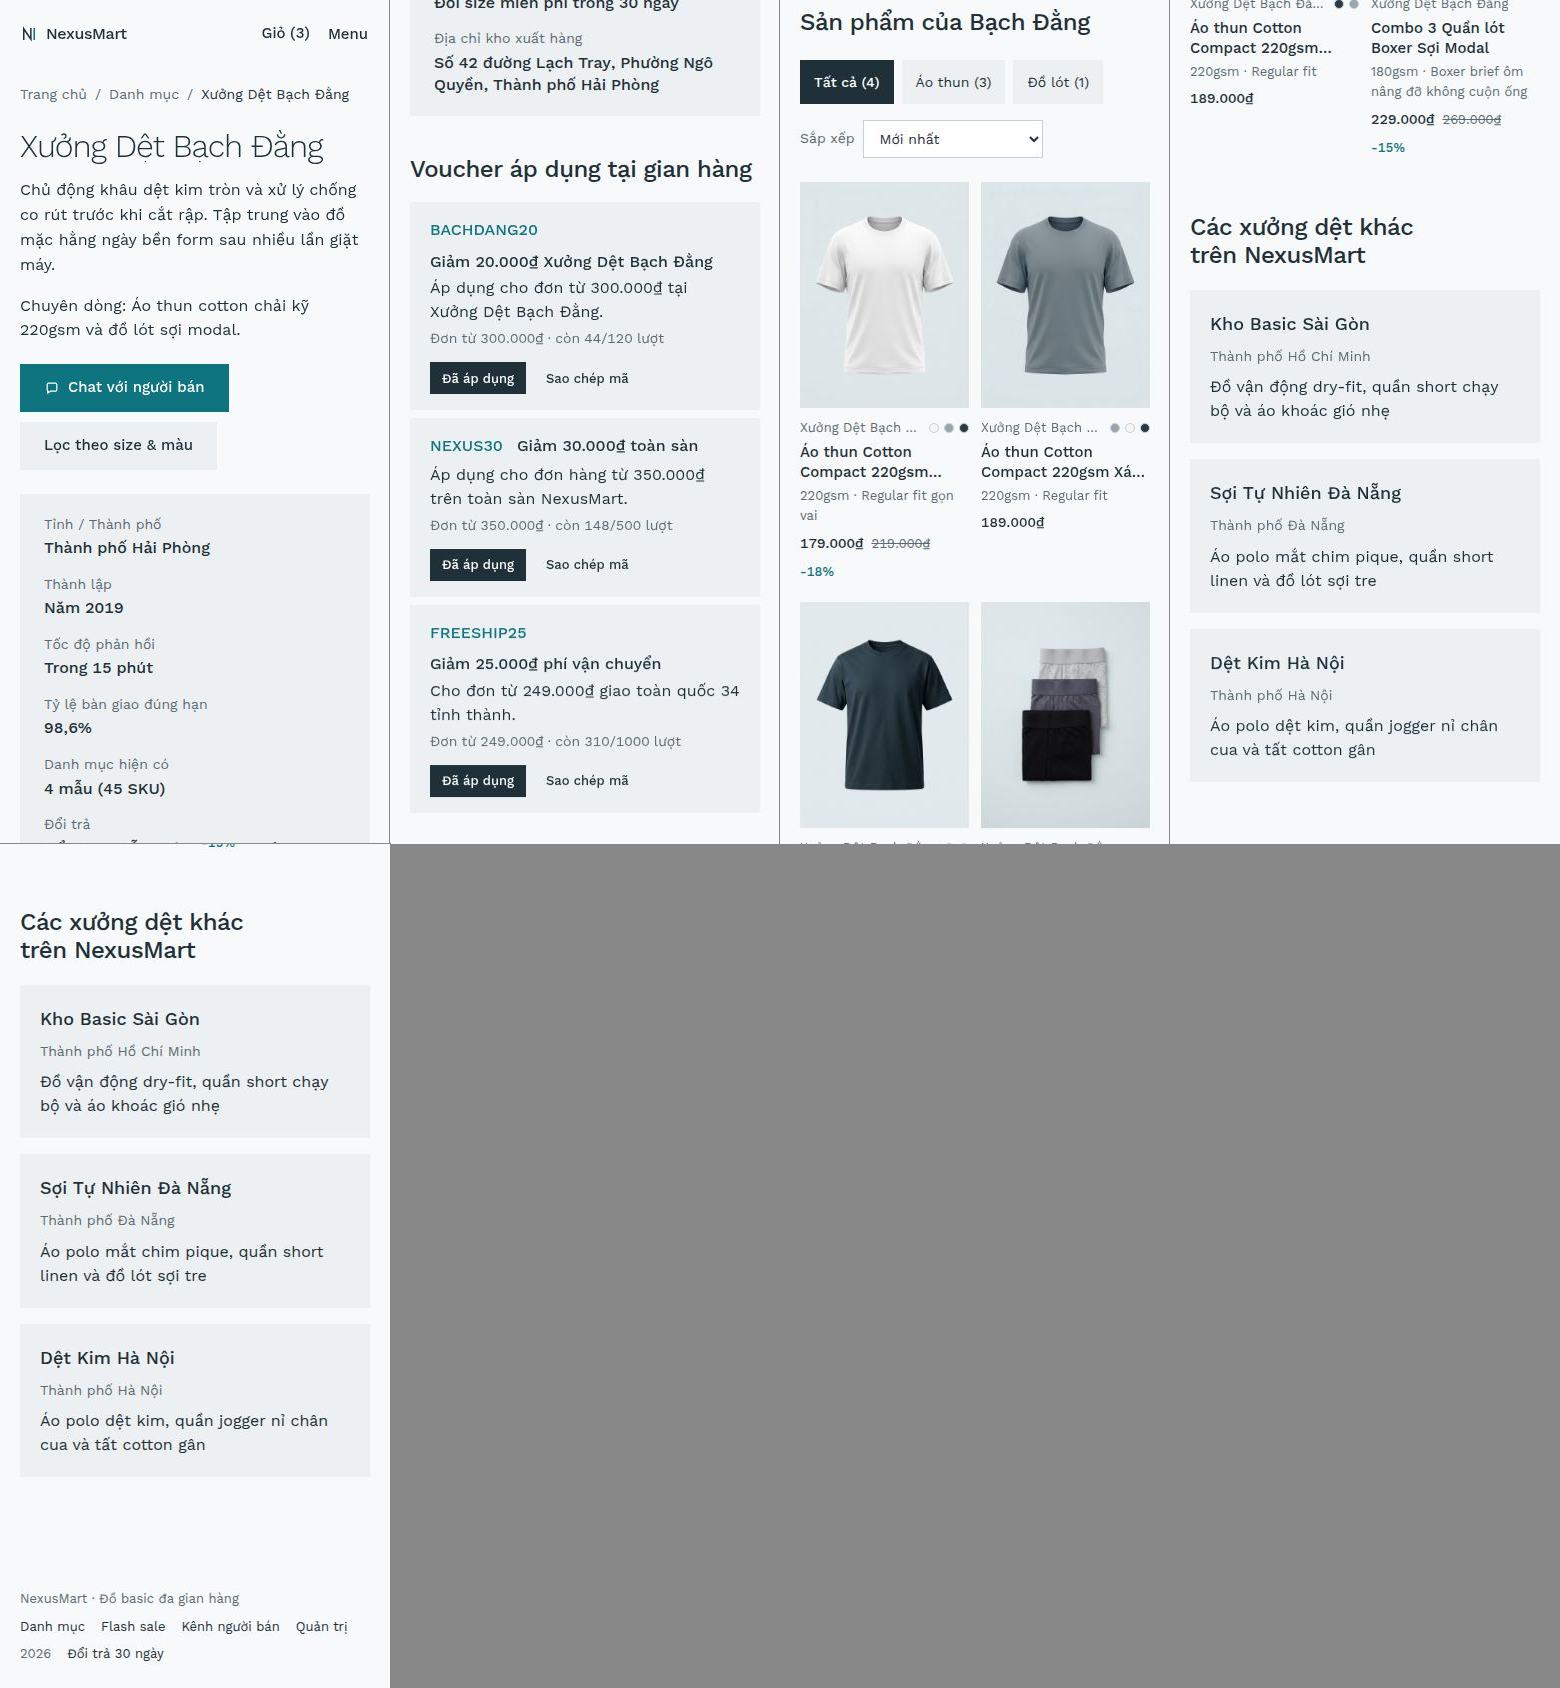 NexusMart
Giỏ (3)
Menu
Trang chủ / Danh mục / Xưởng Dệt Bạch Đằng
Xưởng Dệt Bạch Đằng
Chủ động khâu dệt kim tròn và xử lý chống
co rút trước khi cắt rập. Tập trung vào đồ
mặc hằng ngày bền form sau nhiều lần giặt
máy.
Chuyên dòng: Áo thun cotton chải kỹ
220gsm và đồ lót sợi modal.
Chat với người bán
Lọc theo size & màu
Tỉnh / Thành phố
Thành phố Hải Phòng
Thành lập
Năm 2019
Tốc độ phản hồi
Trong 15 phút
Tỷ lệ bàn giao đúng hạn
98,6%
Danh mục hiện có
4 mẫu (45 SKU)
Đổi trả
Đổi size miễn phí trong 30 ngày
Địa chỉ kho xuất hàng
Số 42 đường Lạch Tray, Phường Ngô
Quyền, Thành phố Hải Phòng
Voucher áp dụng tại gian hàng
BACHDANG20
Giảm 20.000₫ Xưởng Dệt Bạch Đằng
Áp dụng cho đơn từ 300.000₫ tại
Xưởng Dệt Bạch Đằng.
Đơn từ 300.000₫ · còn 44/120 lượt
Đã áp dụng
Sao chép mã
NEXUS30 Giảm 30.000₫ toàn sàn
Áp dụng cho đơn hàng từ 350.000₫
trên toàn sàn NexusMart.
Đơn từ 350.000₫ · còn 148/500 lượt
Đã áp dụng
Sao chép mã
FREESHIP25
Giảm 25.000₫ phí vận chuyển
Cho đơn từ 249.000₫ giao toàn quốc 34
tỉnh thành.
Đơn từ 249.000₫ · còn 310/1000 lượt
Đã áp dụng
Sao chép mã
Sản phẩm của Bạch Đằng
Tất cả (4)
Áo thun (3)
Đồ lót (1)
Sắp xếp
Mới nhất
Xưởng Dệt Bạch ...
Áo thun Cotton
Compact 220gsm...
220gsm · Regular fit gọn
vai
179.000₫ 219.000₫
-18%
Xưởng Dệt Bạch ...
Áo thun Cotton
Compact 220gsm Xá...
220gsm · Regular fit
189.000₫
Xưởng Dệt Bạch Đằ...
Áo thun Cotton
Compact 220gsm...
220gsm · Regular fit
189.000₫
Xưởng Dệt Bạch Đằng
Combo 3 Quần lót
Boxer Sợi Modal
180gsm · Boxer brief ôm
nâng đỡ không cuộn ống
229.000₫ 269.000₫
-15%
Các xưởng dệt khác
trên NexusMart
Kho Basic Sài Gòn
Thành phố Hồ Chí Minh
Đồ vận động dry-fit, quần short chạy
bộ và áo khoác gió nhẹ
Sợi Tự Nhiên Đà Nẵng
Thành phố Đà Nẵng
Áo polo mắt chim pique, quần short
linen và đồ lót sợi tre
Dệt Kim Hà Nội
Thành phố Hà Nội
Áo polo dệt kim, quần jogger nỉ chân
cua và tất cotton gân
-15%
Các xưởng dệt khác
trên NexusMart
Kho Basic Sài Gòn
Thành phố Hồ Chí Minh
Đồ vận động dry-fit, quần short chạy
bộ và áo khoác gió nhẹ
Sợi Tự Nhiên Đà Nẵng
Thành phố Đà Nẵng
Áo polo mắt chim pique, quần short
linen và đồ lót sợi tre
Dệt Kim Hà Nội
Thành phố Hà Nội
Áo polo dệt kim, quần jogger nỉ chân
cua và tất cotton gân
NexusMart · Đồ basic đa gian hàng
Danh mục Flash sale Kênh người bán Quản trị
2026 Đổi trả 30 ngày